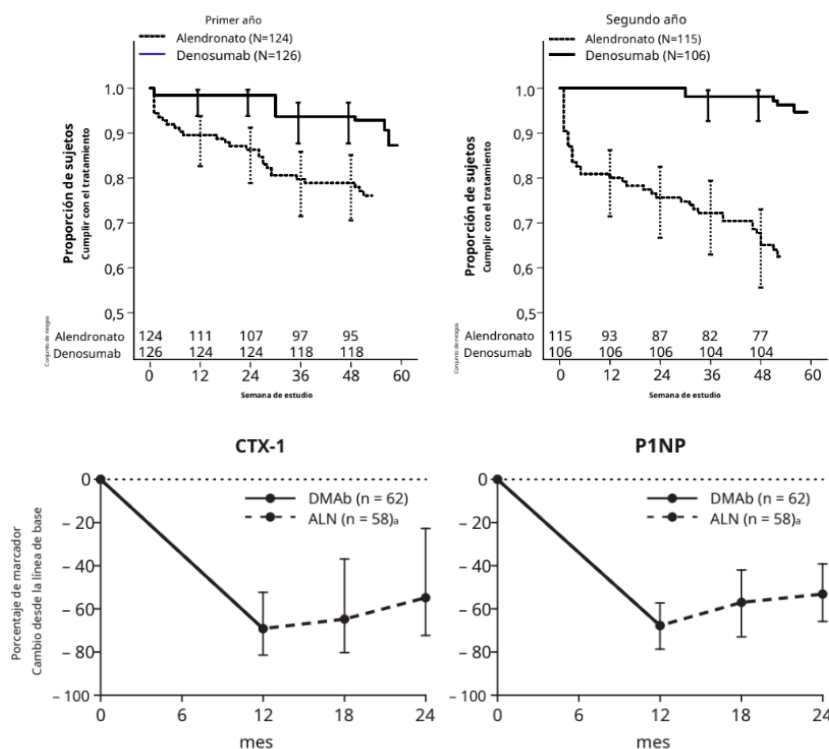 Primer año
Alendronato (N=124)
Denosumab (N=126)
1.0
0,9
0,8
0,7
0,6
0,5
Proporción de sujetos
Cumplir con el tratamiento
Conjunto de riesgos
Alendronato 124 111 107 97 95
Denosumab 126 124 124 118 118
0 12 24 36 48 60
Semana de estudio
Segundo año
Alendronato (N=115)
Denosumab (N=106)
1.0
0,9
0,8
0,7
0,6
0,5
Proporción de sujetos
Cumplir con el tratamiento
Conjunto de riesgos
Alendronato 115 93 87 82 77
Denosumab 106 106 106 104 104
0 12 24 36 48 60
Semana de estudio
CTX-1
DMAb (n = 62)
ALN (n = 58)a
0
– 20
– 40
– 60
– 80
– 100
Porcentaje de marcador
Cambio desde la línea de base
0 6 12 18 24
mes
P1NP
DMAb (n = 62)
ALN (n = 58)a
0
– 20
– 40
– 60
– 80
– 100
0 6 12 18 24
mes